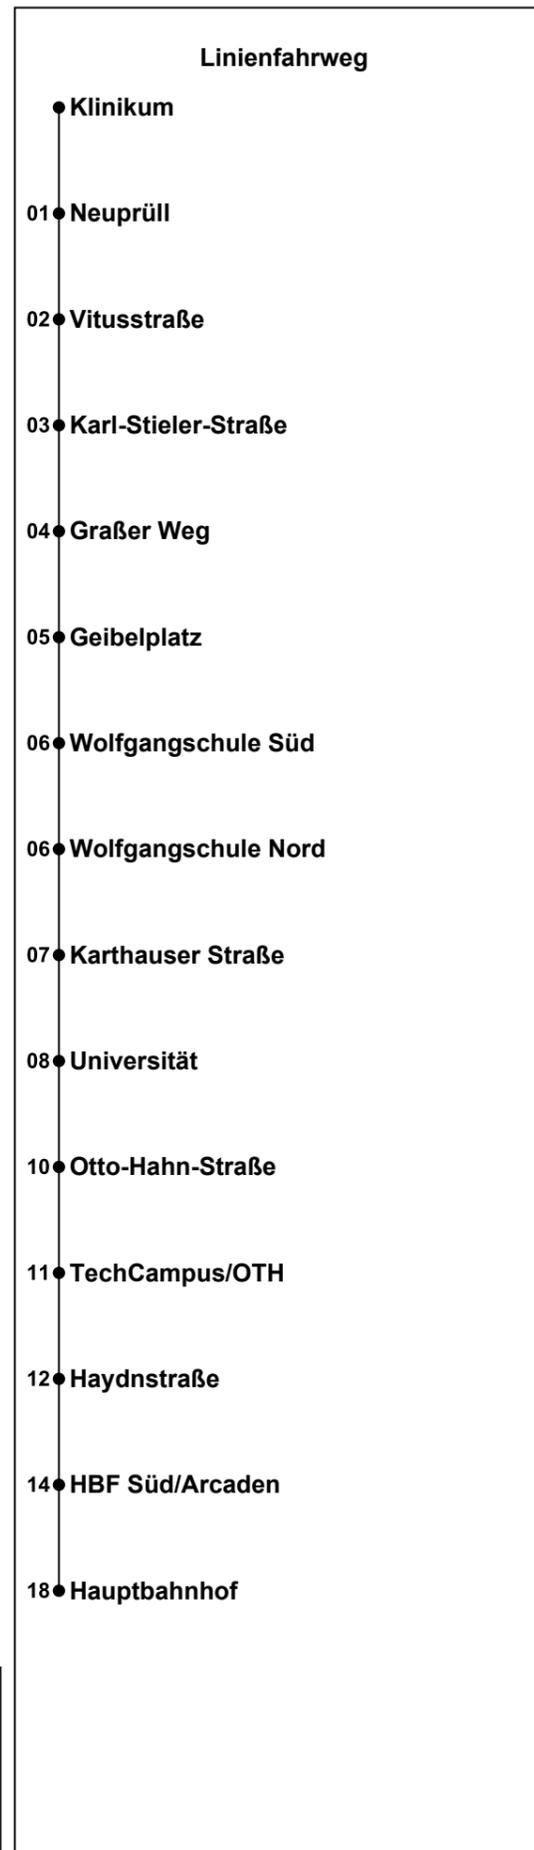 Linienfahrweg
Klinikum
01 Neuprüll
02 Vitusstraße
03 Karl-Stieler-Straße
04 Graßer Weg
05 Geibelplatz
06 Wolfgangschule Süd
06 Wolfgangschule Nord
07 Karthauser Straße
08 Universität
10 Otto-Hahn-Straße
11 TechCampus/OTH
12 Haydnstraße
14 HBF Süd/Arcaden
18 Hauptbahnhof